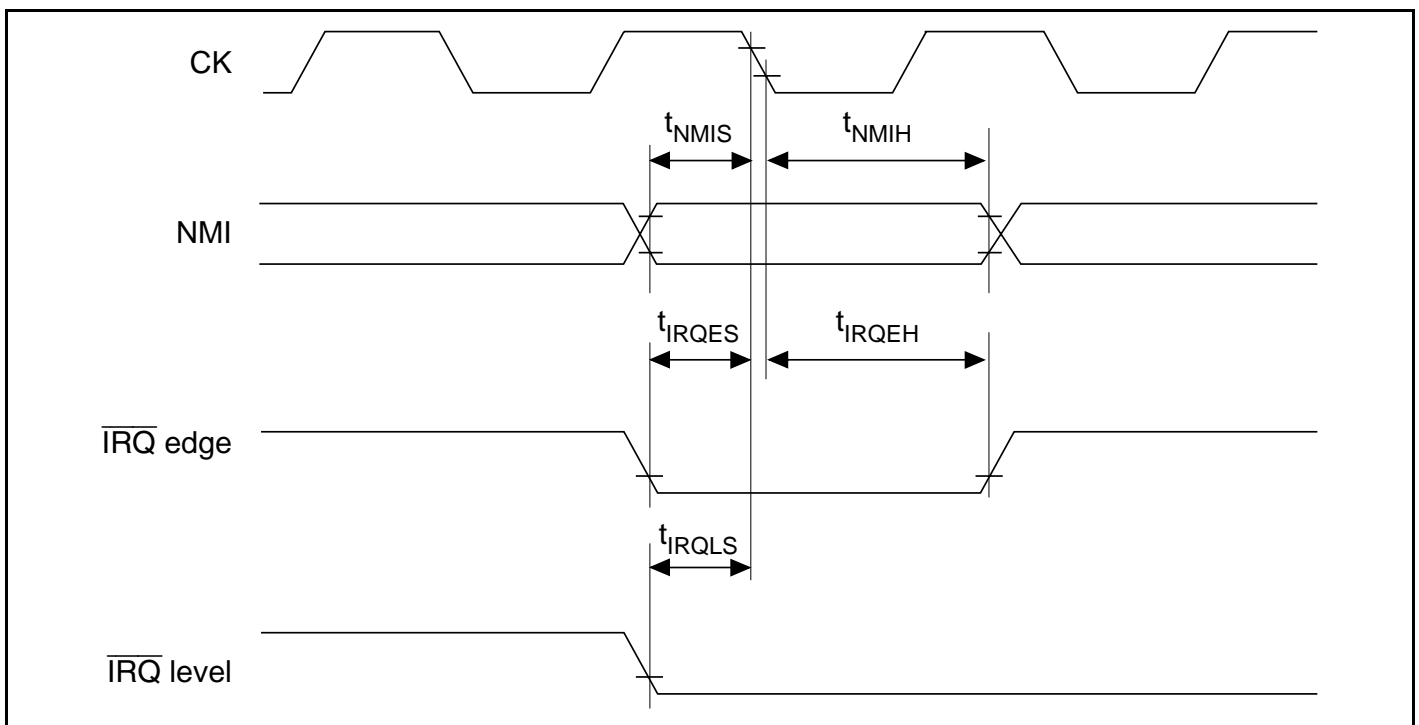 CK
tNMIS
tNMIH
NMI
tIRQES
tIRQEH
IRQ edge
tIRQLS
IRQ level